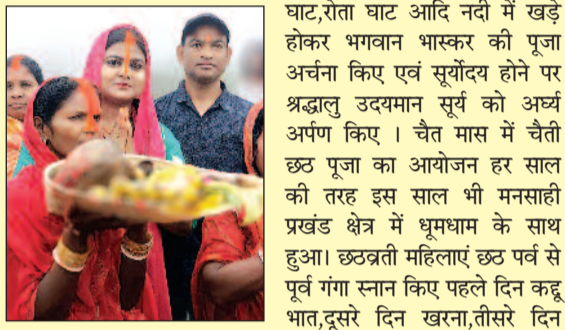 घाट,रोता घाट आदि नदी में खड़े
होकर भगवान भास्कर की पूजा
अर्चना किए एवं सूर्योदय होने पर
श्रद्धालु उदयमान सूर्य को अर्घ्य
अर्पण किए । चैत मास में चैती
छठ पूजा का आयोजन हर साल
की तरह इस साल भी मनसाही
प्रखंड क्षेत्र में धूमधाम के साथ
हुआ। छठव्रती महिलाएं छठ पर्व से
पूर्व गंगा स्नान किए पहले दिन कद्दू
भात,दूसरे दिन खरना,तीसरे दिन